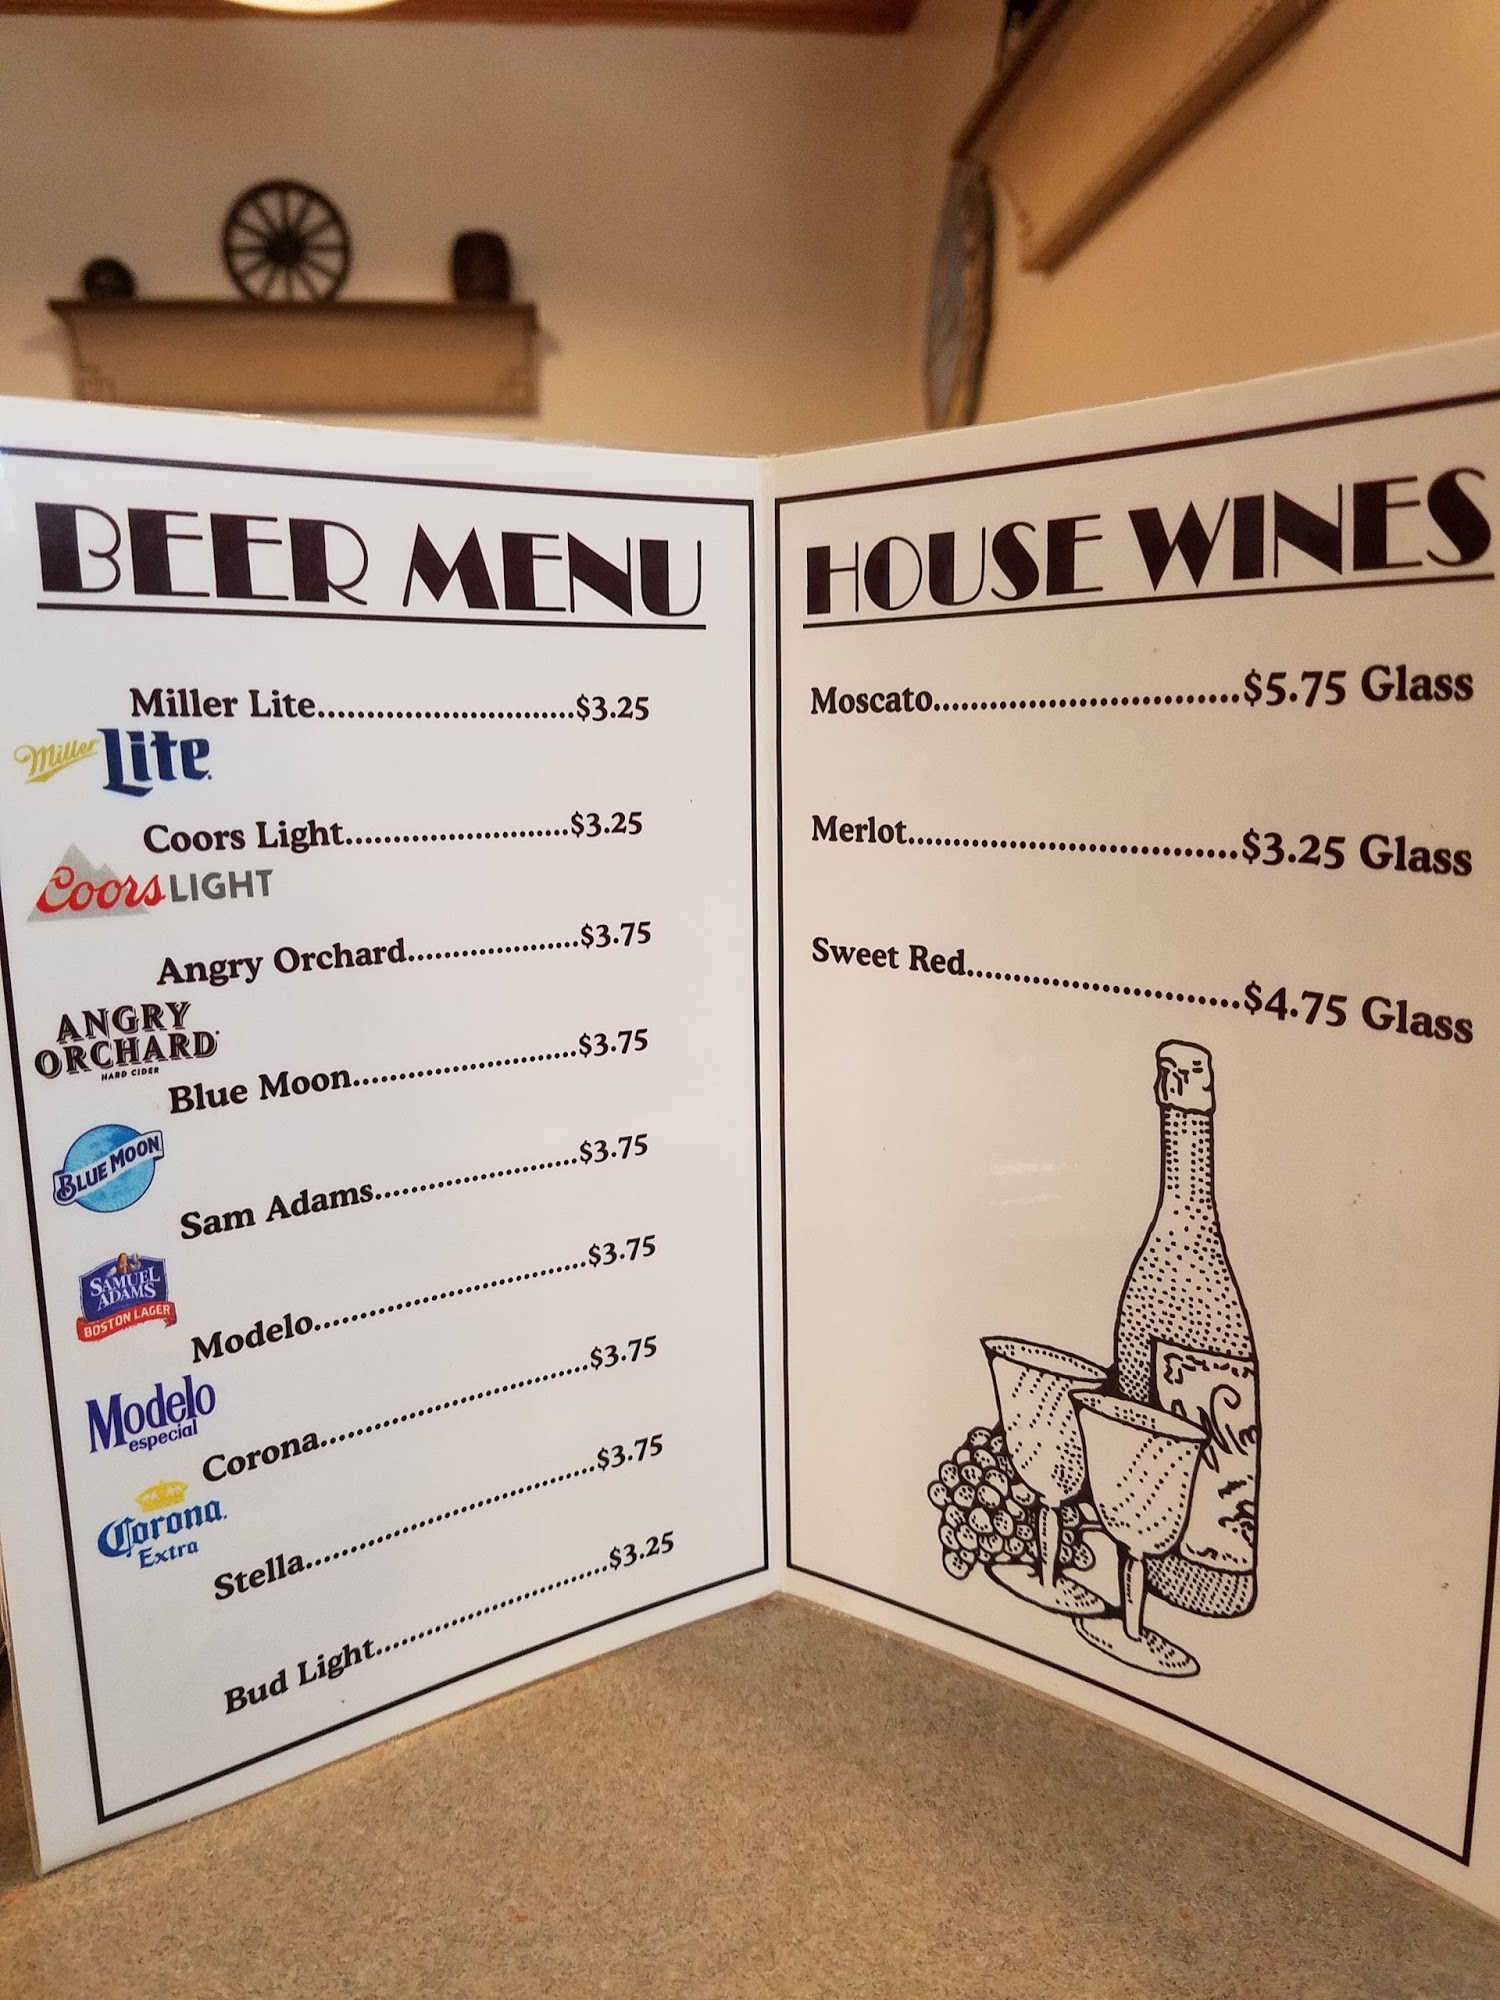 BEER MENU
Miller Lite..........................$3.25
Miller Lite
Coors Light.......................$3.25
Coors LIGHT
Angry Orchard.................$3.75
ANGRY
ORCHARD
HARD CIDER
Blue Moon.......................$3.75
BLUE MOON
Sam Adams.....................$3.75
SAMUEL
ADAMS
BOSTON LAGER
Modelo............................$3.75
Modelo
especial
Corona............................$3.75
Corona
Extra
Stella..............................$3.75
Bud Light.........................$3.25
HOUSE WINES
Moscato..............................$5.75 Glass
Merlot.................................$3.25 Glass
Sweet Red...........................$4.75 Glass